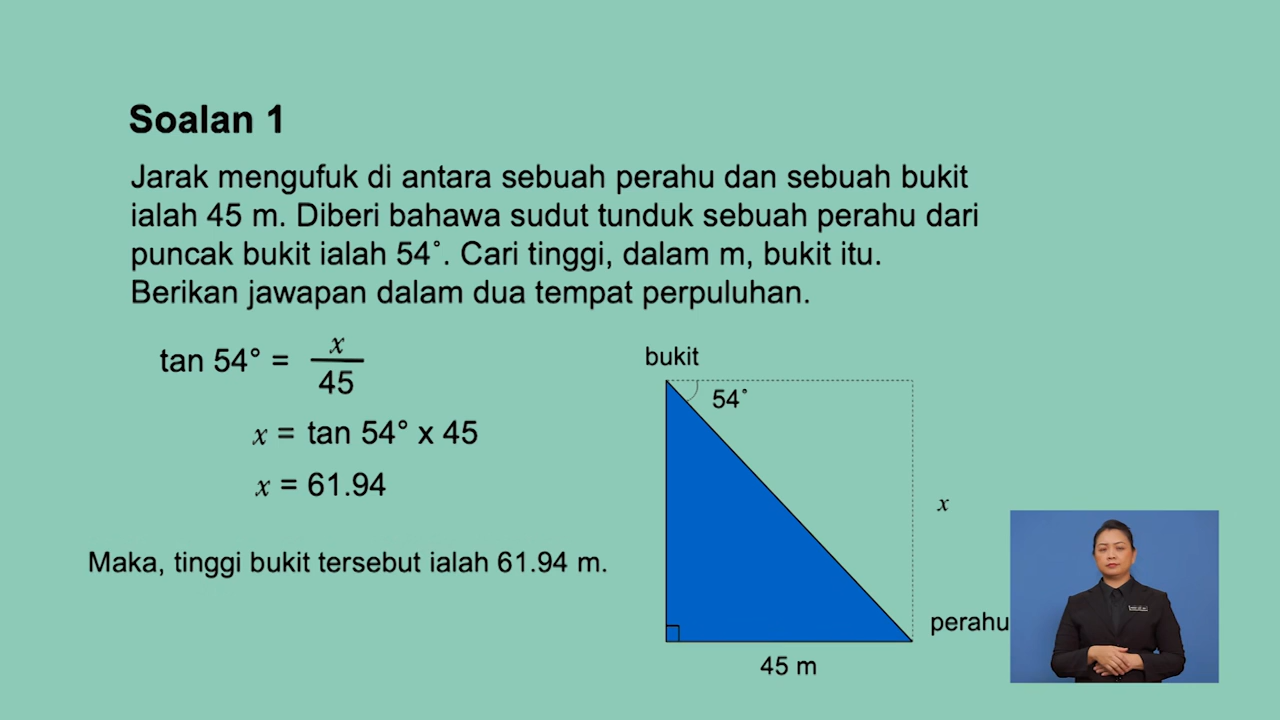 Soalan 1
Jarak mengufuk di antara sebuah perahu dan sebuah bukit
ialah 45 m. Diberi bahawa sudut tunduk sebuah perahu dari
puncak bukit ialah 54°. Cari tinggi, dalam m, bukit itu.
Berikan jawapan dalam dua tempat perpuluhan.
tan 54° = x/45
x = tan 54° x 45
x = 61.94
Maka, tinggi bukit tersebut ialah 61.94 m.
bukit
54°
x
perahu
45 m